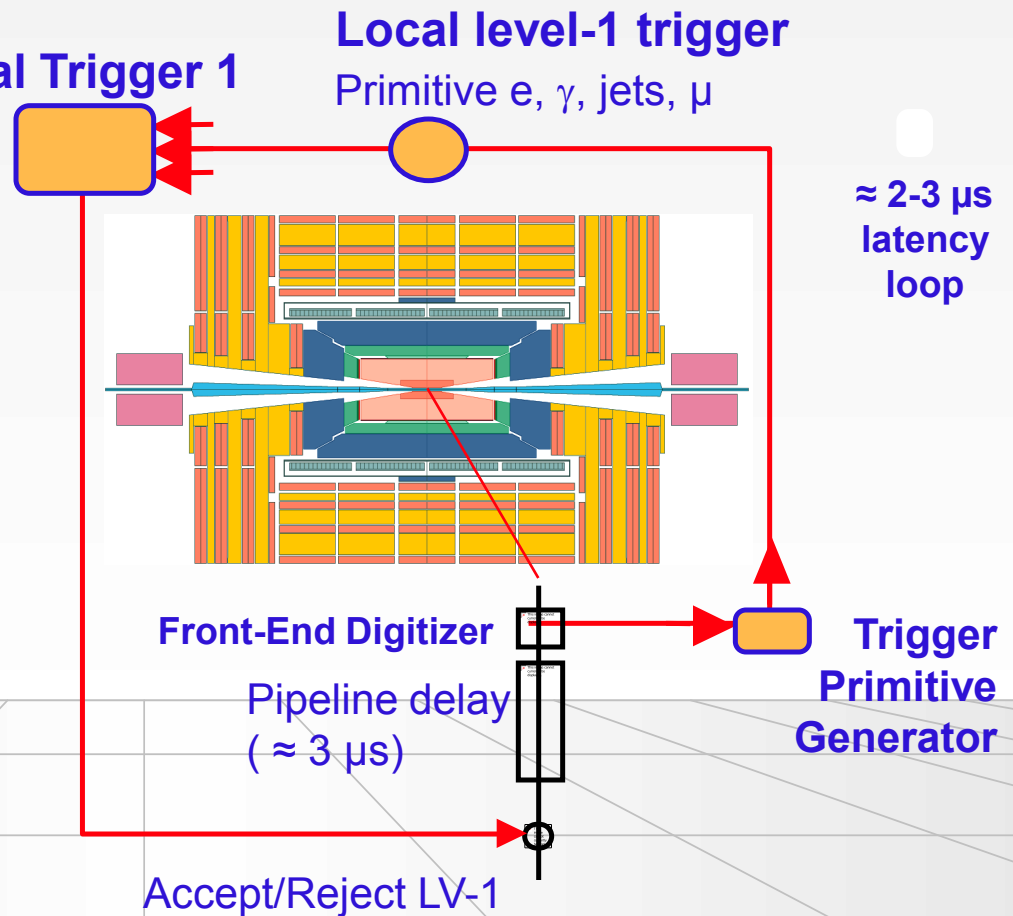 Local level-1 trigger
al Trigger 1
Primitive e, γ, jets, μ
≈ 2-3 μs
latency
loop
Front-End Digitizer
Trigger
Primitive
Generator
Pipeline delay
( ≈ 3 μs)
Accept/Reject LV-1